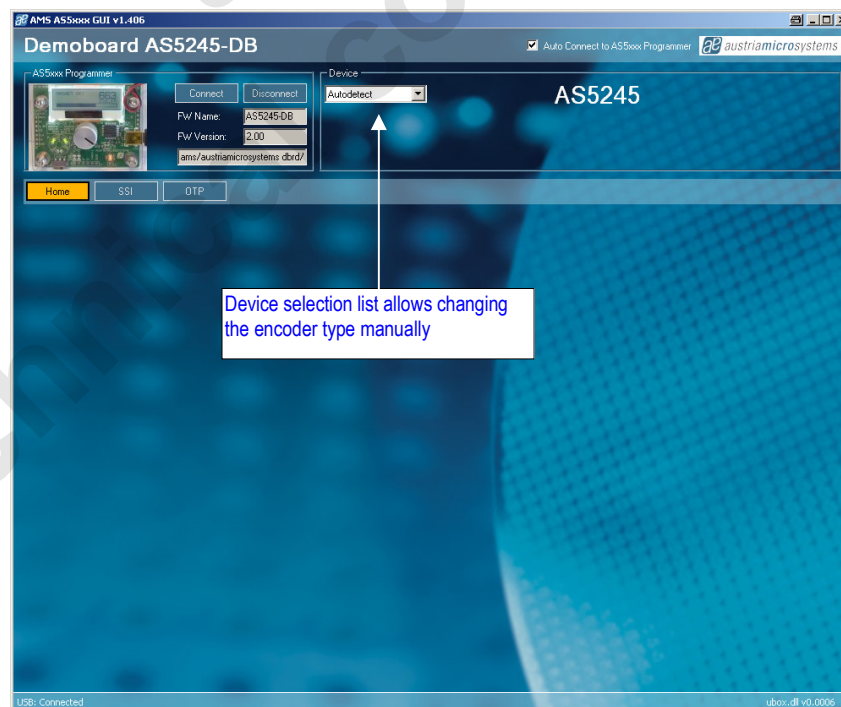 AMS AS5xxx GUI v1.406
Demoboard AS5245-DB
Auto Connect to AS5xxx Programmer
austriamicrosystems
AS5xxx Programmer
Connect
Disconnect
FW Name:
AS5245-DB
FW Version:
2.00
ams/austriamicrosystems dbrd/
Device
Autodetect
AS5245
Home
SSI
OTP
Device selection list allows changing
the encoder type manually
USB: Connected
ubox.dll v0.0006